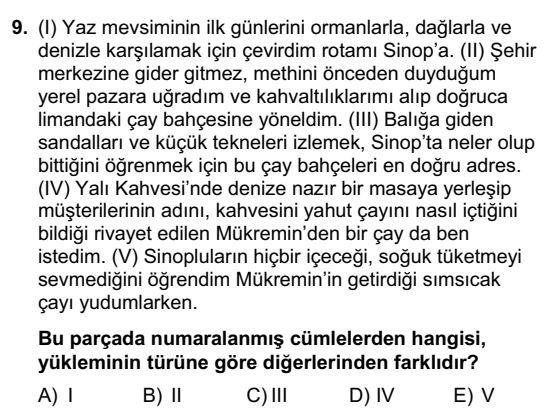 9. (I) Yaz mevsiminin ilk günlerini ormanlarla, dağlarla ve
denizle karşılamak için çevirdim rotamı Sinop'a. (II) Şehir
merkezine gider gitmez, methini önceden duyduğum
yerel pazara uğradım ve kahvaltılıklarımı alıp doğruca
limandaki çay bahçesine yöneldim. (III) Balığa giden
sandalları ve küçük tekneleri izlemek, Sinop'ta neler olup
bittiğini öğrenmek için bu çay bahçeleri en doğru adres.
(IV) Yalı Kahvesi'nde denize nazır bir masaya yerleşip
müşterilerinin adını, kahvesini yahut çayını nasıl içtiğini
bildiği rivayet edilen Mükremin'den bir çay da ben
istedim. (V) Sinopluların hiçbir içeceği, soğuk tüketmeyi
sevmediğini öğrendim Mükremin'in getirdiği sımsıcak
çayı yudumlarken.
Bu parçada numaralanmış cümlelerden hangisi,
yükleminin türüne göre diğerlerinden farklıdır?
A) I B) II C) III D) IV E) V